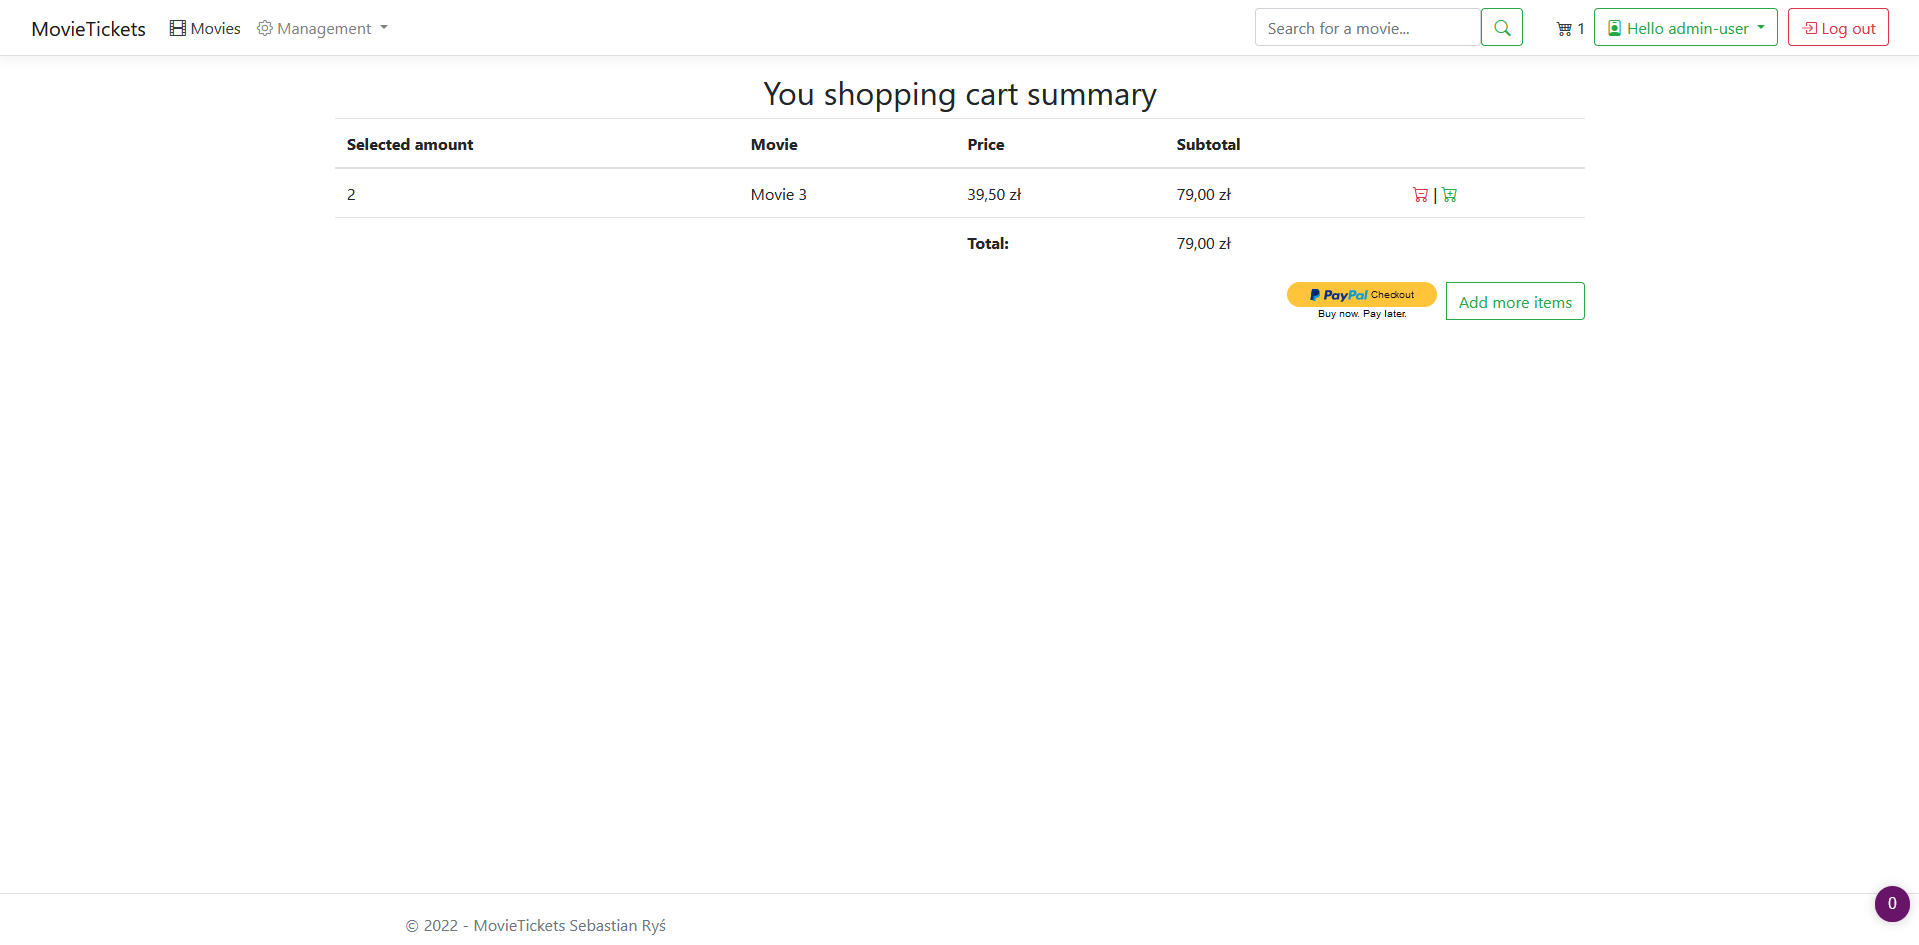 MovieTickets Movies Management Search for a movie... 1 Hello admin-user Log out
You shopping cart summary
Selected amount Movie Price Subtotal
2 Movie 3 39,50 zł 79,00 zł |
Total: 79,00 zł
PayPal Checkout Add more items
Buy now. Pay later.
0
© 2022 - MovieTickets Sebastian Ryś